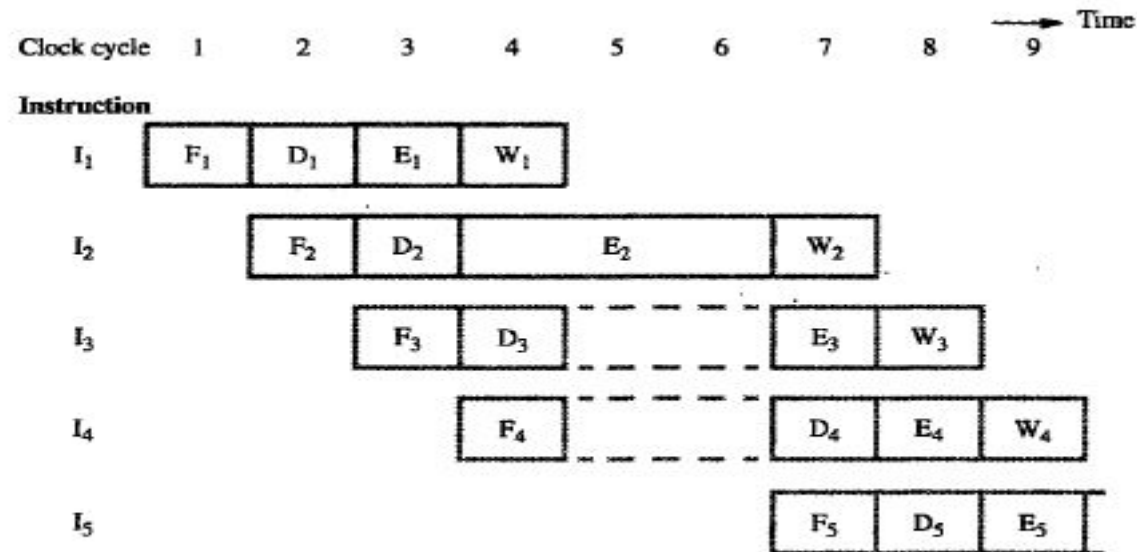 Time
Clock cycle 1 2 3 4 5 6 7 8 9
Instruction
I₁ F₁ D₁ E₁ W₁
I₂ F₂ D₂ E₂ W₂
I₃ F₃ D₃ E₃ W₃
I₄ F₄ D₄ E₄ W₄
I₅ F₅ D₅ E₅